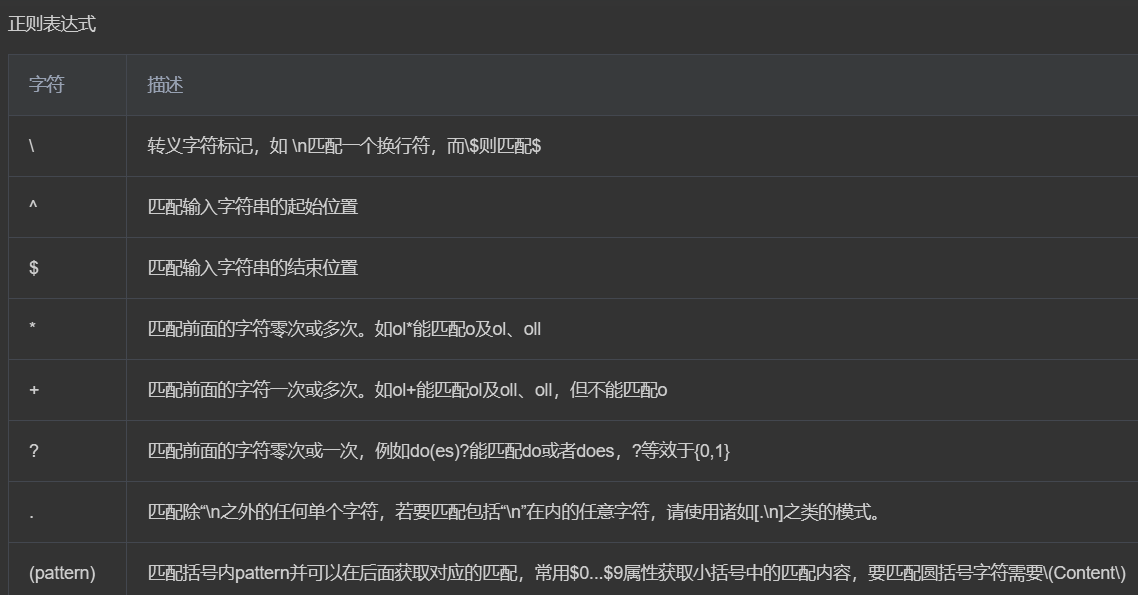 正则表达式
字符 描述
\ 转义字符标记，如 \n匹配一个换行符，而\$则匹配$
^ 匹配输入字符串的起始位置
$ 匹配输入字符串的结束位置
* 匹配前面的字符零次或多次。如ol*能匹配o及ol、oll
+ 匹配前面的字符一次或多次。如ol+能匹配ol及oll、oll，但不能匹配o
? 匹配前面的字符零次或一次，例如do(es)?能匹配do或者does，?等效于{0,1}
. 匹配除“\n之外的任何单个字符，若要匹配包括“\n”在内的任意字符，请使用诸如[.\n]之类的模式。
(pattern) 匹配括号内pattern并可以在后面获取对应的匹配，常用$0...$9属性获取小括号中的匹配内容，要匹配圆括号字符需要\(Content\)